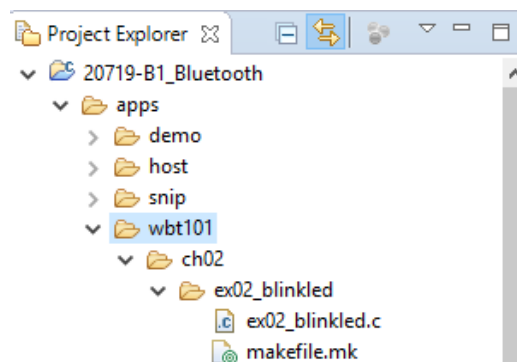 Project Explorer
20719-B1_Bluetooth
apps
demo
host
snip
wbt101
ch02
ex02_blinkled
ex02_blinkled.c
makefile.mk